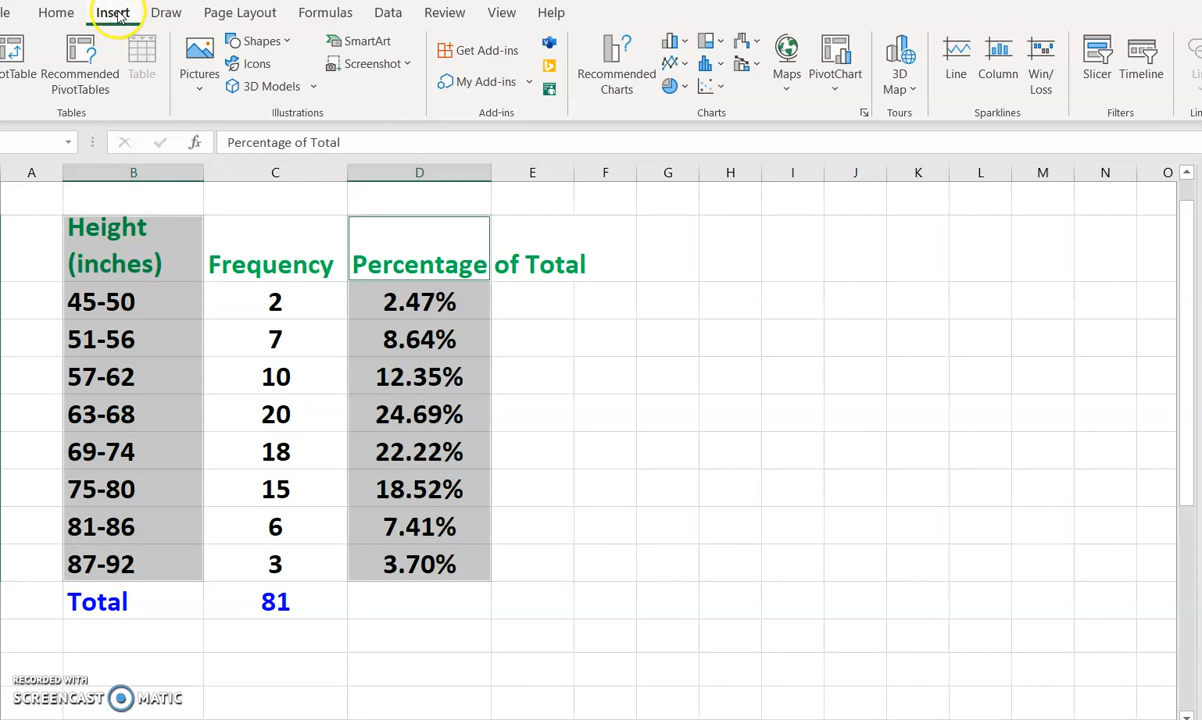 le Home Insert Draw Page Layout Formulas Data Review View Help
votTable Recommended PivotTables Table
Pictures Shapes Icons 3D Models SmartArt Screenshot
Get Add-ins My Add-ins
Recommended Charts Maps PivotChart
3D Map Line Column Win/ Loss Slicer Timeline Lin
Tables Illustrations Add-ins Charts Tours Sparklines Filters Lin
fx Percentage of Total
A B C D E F G H I J K L M N O
Height
(inches) Frequency Percentage of Total
45-50 2 2.47%
51-56 7 8.64%
57-62 10 12.35%
63-68 20 24.69%
69-74 18 22.22%
75-80 15 18.52%
81-86 6 7.41%
87-92 3 3.70%
Total 81
RECORDED WITH
SCREENCAST MATIC